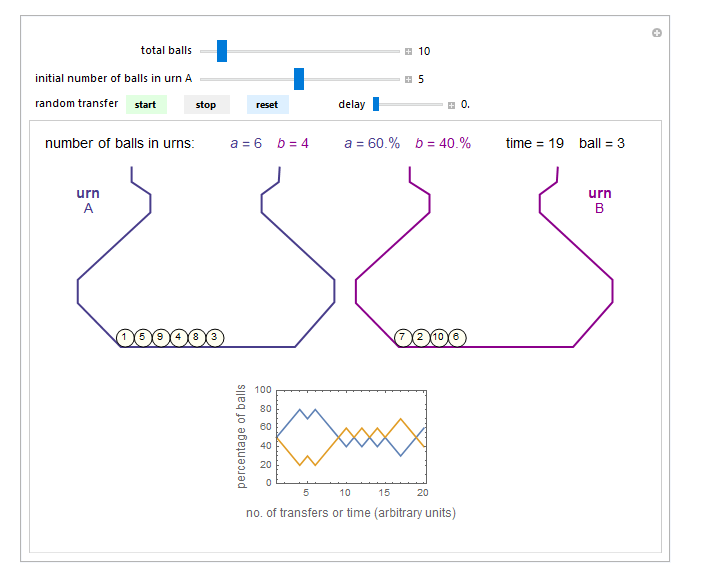 total balls 10
initial number of balls in urn A 5
random transfer start stop reset delay 0.
number of balls in urns: a = 6 b = 4 a = 60.% b = 40.% time = 19 ball = 3
urn
A
urn
B
1 5 9 4 8 3
7 2 10 6
percentage of balls
100
80
60
40
20
0
5 10 15 20
no. of transfers or time (arbitrary units)